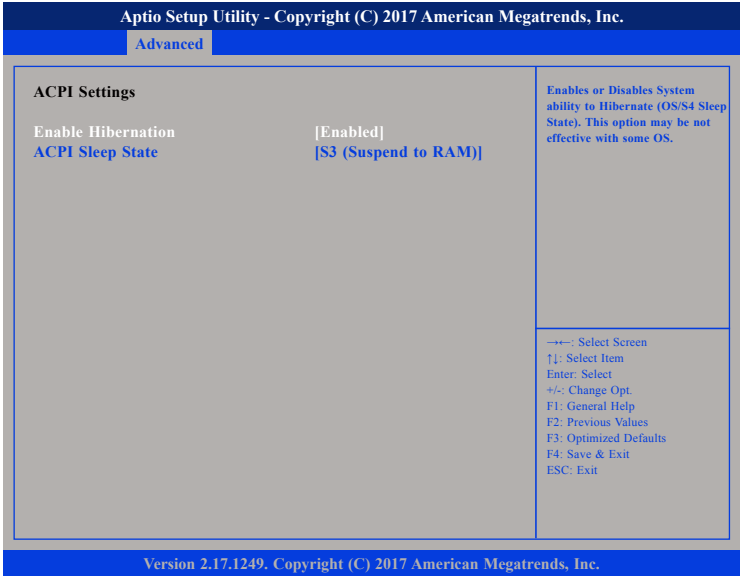 Aptio Setup Utility - Copyright (C) 2017 American Megatrends, Inc.
Advanced
ACPI Settings
Enable Hibernation [Enabled]
ACPI Sleep State [S3 (Suspend to RAM)]
Enables or Disables System
ability to Hibernate (OS/S4 Sleep
State). This option may be not
effective with some OS.
→←: Select Screen
↑↓: Select Item
Enter: Select
+/-: Change Opt.
F1: General Help
F2: Previous Values
F3: Optimized Defaults
F4: Save & Exit
ESC: Exit
Version 2.17.1249. Copyright (C) 2017 American Megatrends, Inc.